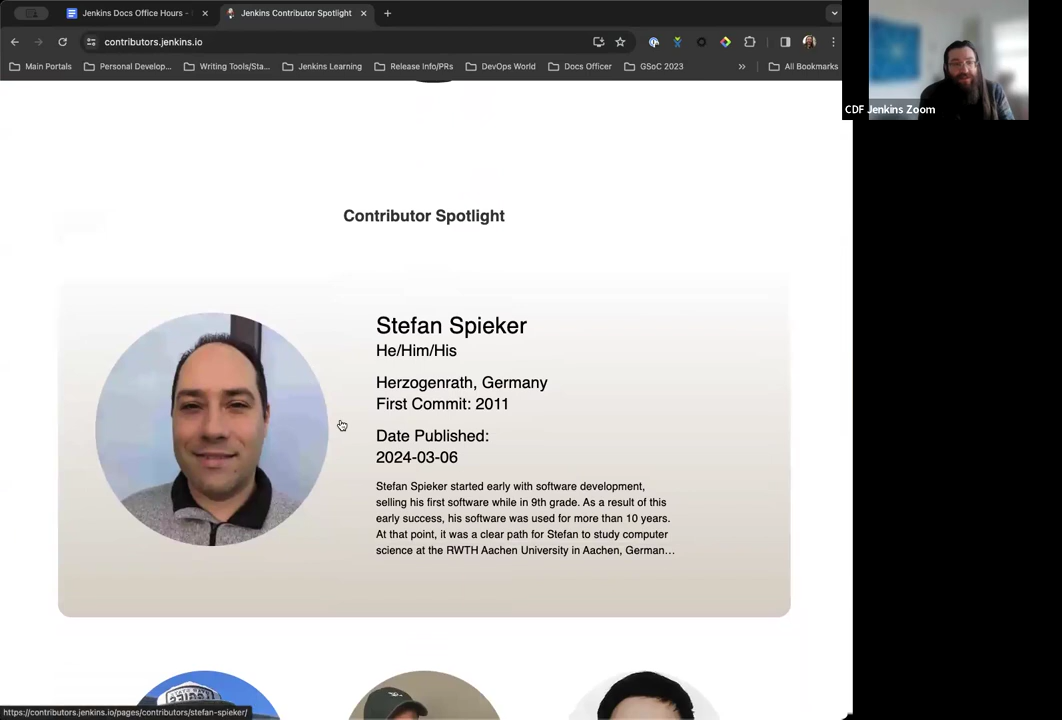 Jenkins Docs Office Hours -
Jenkins Contributor Spotlight
contributors.jenkins.io
Main Portals
Personal Develop...
Writing Tools/Sta...
Jenkins Learning
Release Info/PRs
DevOps World
Docs Officer
GSoC 2023
»
All Bookmarks
CDF Jenkins Zoom
Contributor Spotlight
Stefan Spieker
He/Him/His
Herzogenrath, Germany
First Commit: 2011
Date Published:
2024-03-06
Stefan Spieker started early with software development,
selling his first software while in 9th grade. As a result of this
early success, his software was used for more than 10 years.
At that point, it was a clear path for Stefan to study computer
science at the RWTH Aachen University in Aachen, German...
https://contributors.jenkins.io/pages/contributors/stefan-spieker/